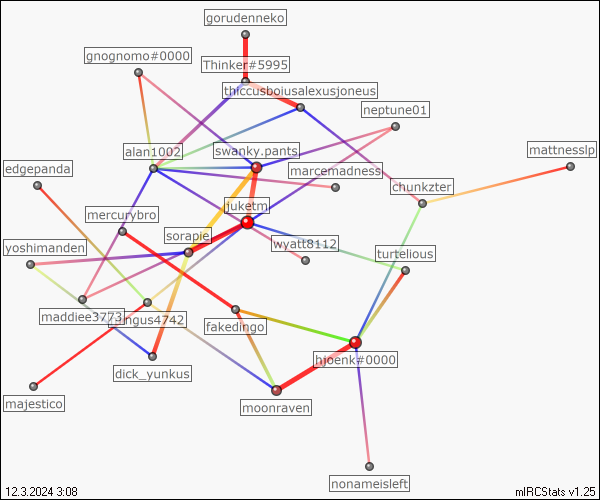 gorudenneko
gnognomo#0000
Thinker#5995
thiccusboiusalexusjoneus
neptune01
alan1002
swanky.pants
mattnesslp
edgepanda
marcemadness
chunkzter
mercurybro
juketm
sorapie
yoshimanden
wyatt8112
turtelious
maddiee3773
fakedingo
hjoenk#0000
dick_yunkus
majestico
moonraven
nonameisleft
12.3.2024 3:08
mIRCStats v1.25